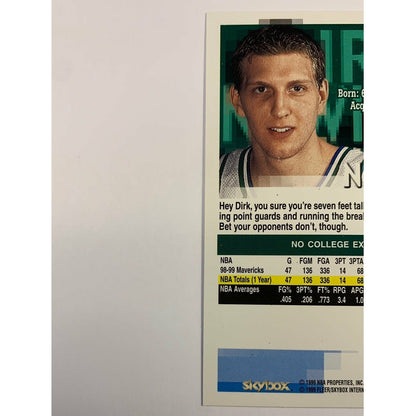 Born: 6
Acq
N
Hey Dirk, you sure you're seven feet tal
ing point guards and running the brea
Bet your opponents don't, though.
NO COLLEGE EX
NBA G FGM FGA 3PT 3PTA
98-99 Mavericks 47 136 336 14 68
NBA Totals (1 Year) 47 136 336 14 68
NBA Averages FG% 3PT% FT% RPG APG
.405 .206 .773 3.4 1.0
SKYBOX
© 1999 NBA PROPERTIES, INC.
© 1999 FLEER/SKYBOX INTERN